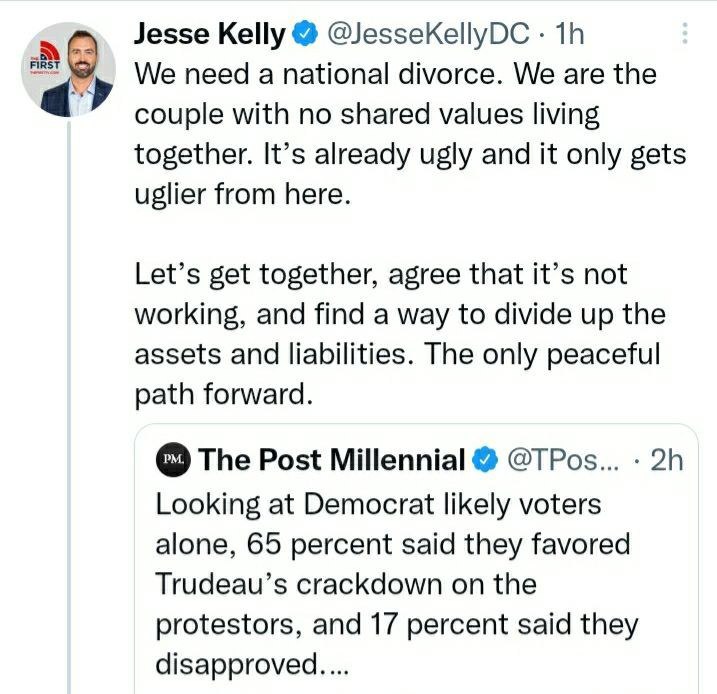 Jesse Kelly @JesseKellyDC · 1h
We need a national divorce. We are the
couple with no shared values living
together. It’s already ugly and it only gets
uglier from here.
Let’s get together, agree that it’s not
working, and find a way to divide up the
assets and liabilities. The only peaceful
path forward.
THE
FIRST
PM. The Post Millennial @TPos... · 2h
Looking at Democrat likely voters
alone, 65 percent said they favored
Trudeau’s crackdown on the
protestors, and 17 percent said they
disapproved....